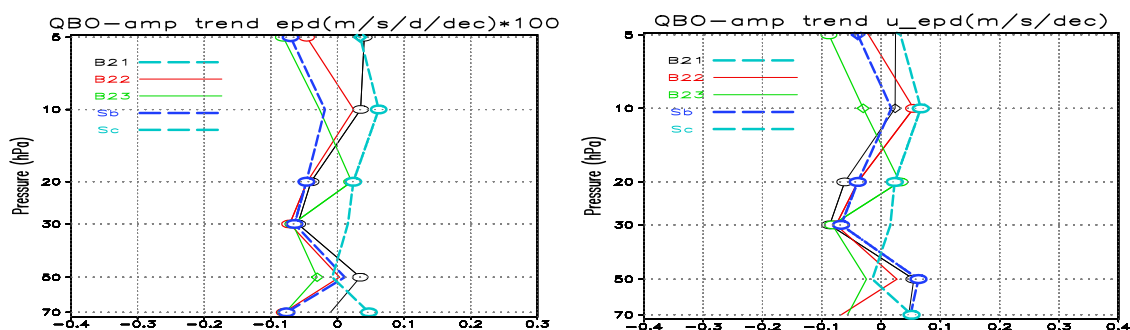 QBO-amp trend epd(m/s/d/dec)*100
5
10
20
30
50
70
Pressure (hPa)
B21
B22
B23
Sb
Sc
-0.4 -0.3 -0.2 -0.1 0 0.1 0.2 0.3
QBO-amp trend u_epd(m/s/dec)
5
10
20
30
50
70
Pressure (hPa)
B21
B22
B23
Sb
Sc
-0.4 -0.3 -0.2 -0.1 0 0.1 0.2 0.3 0.4